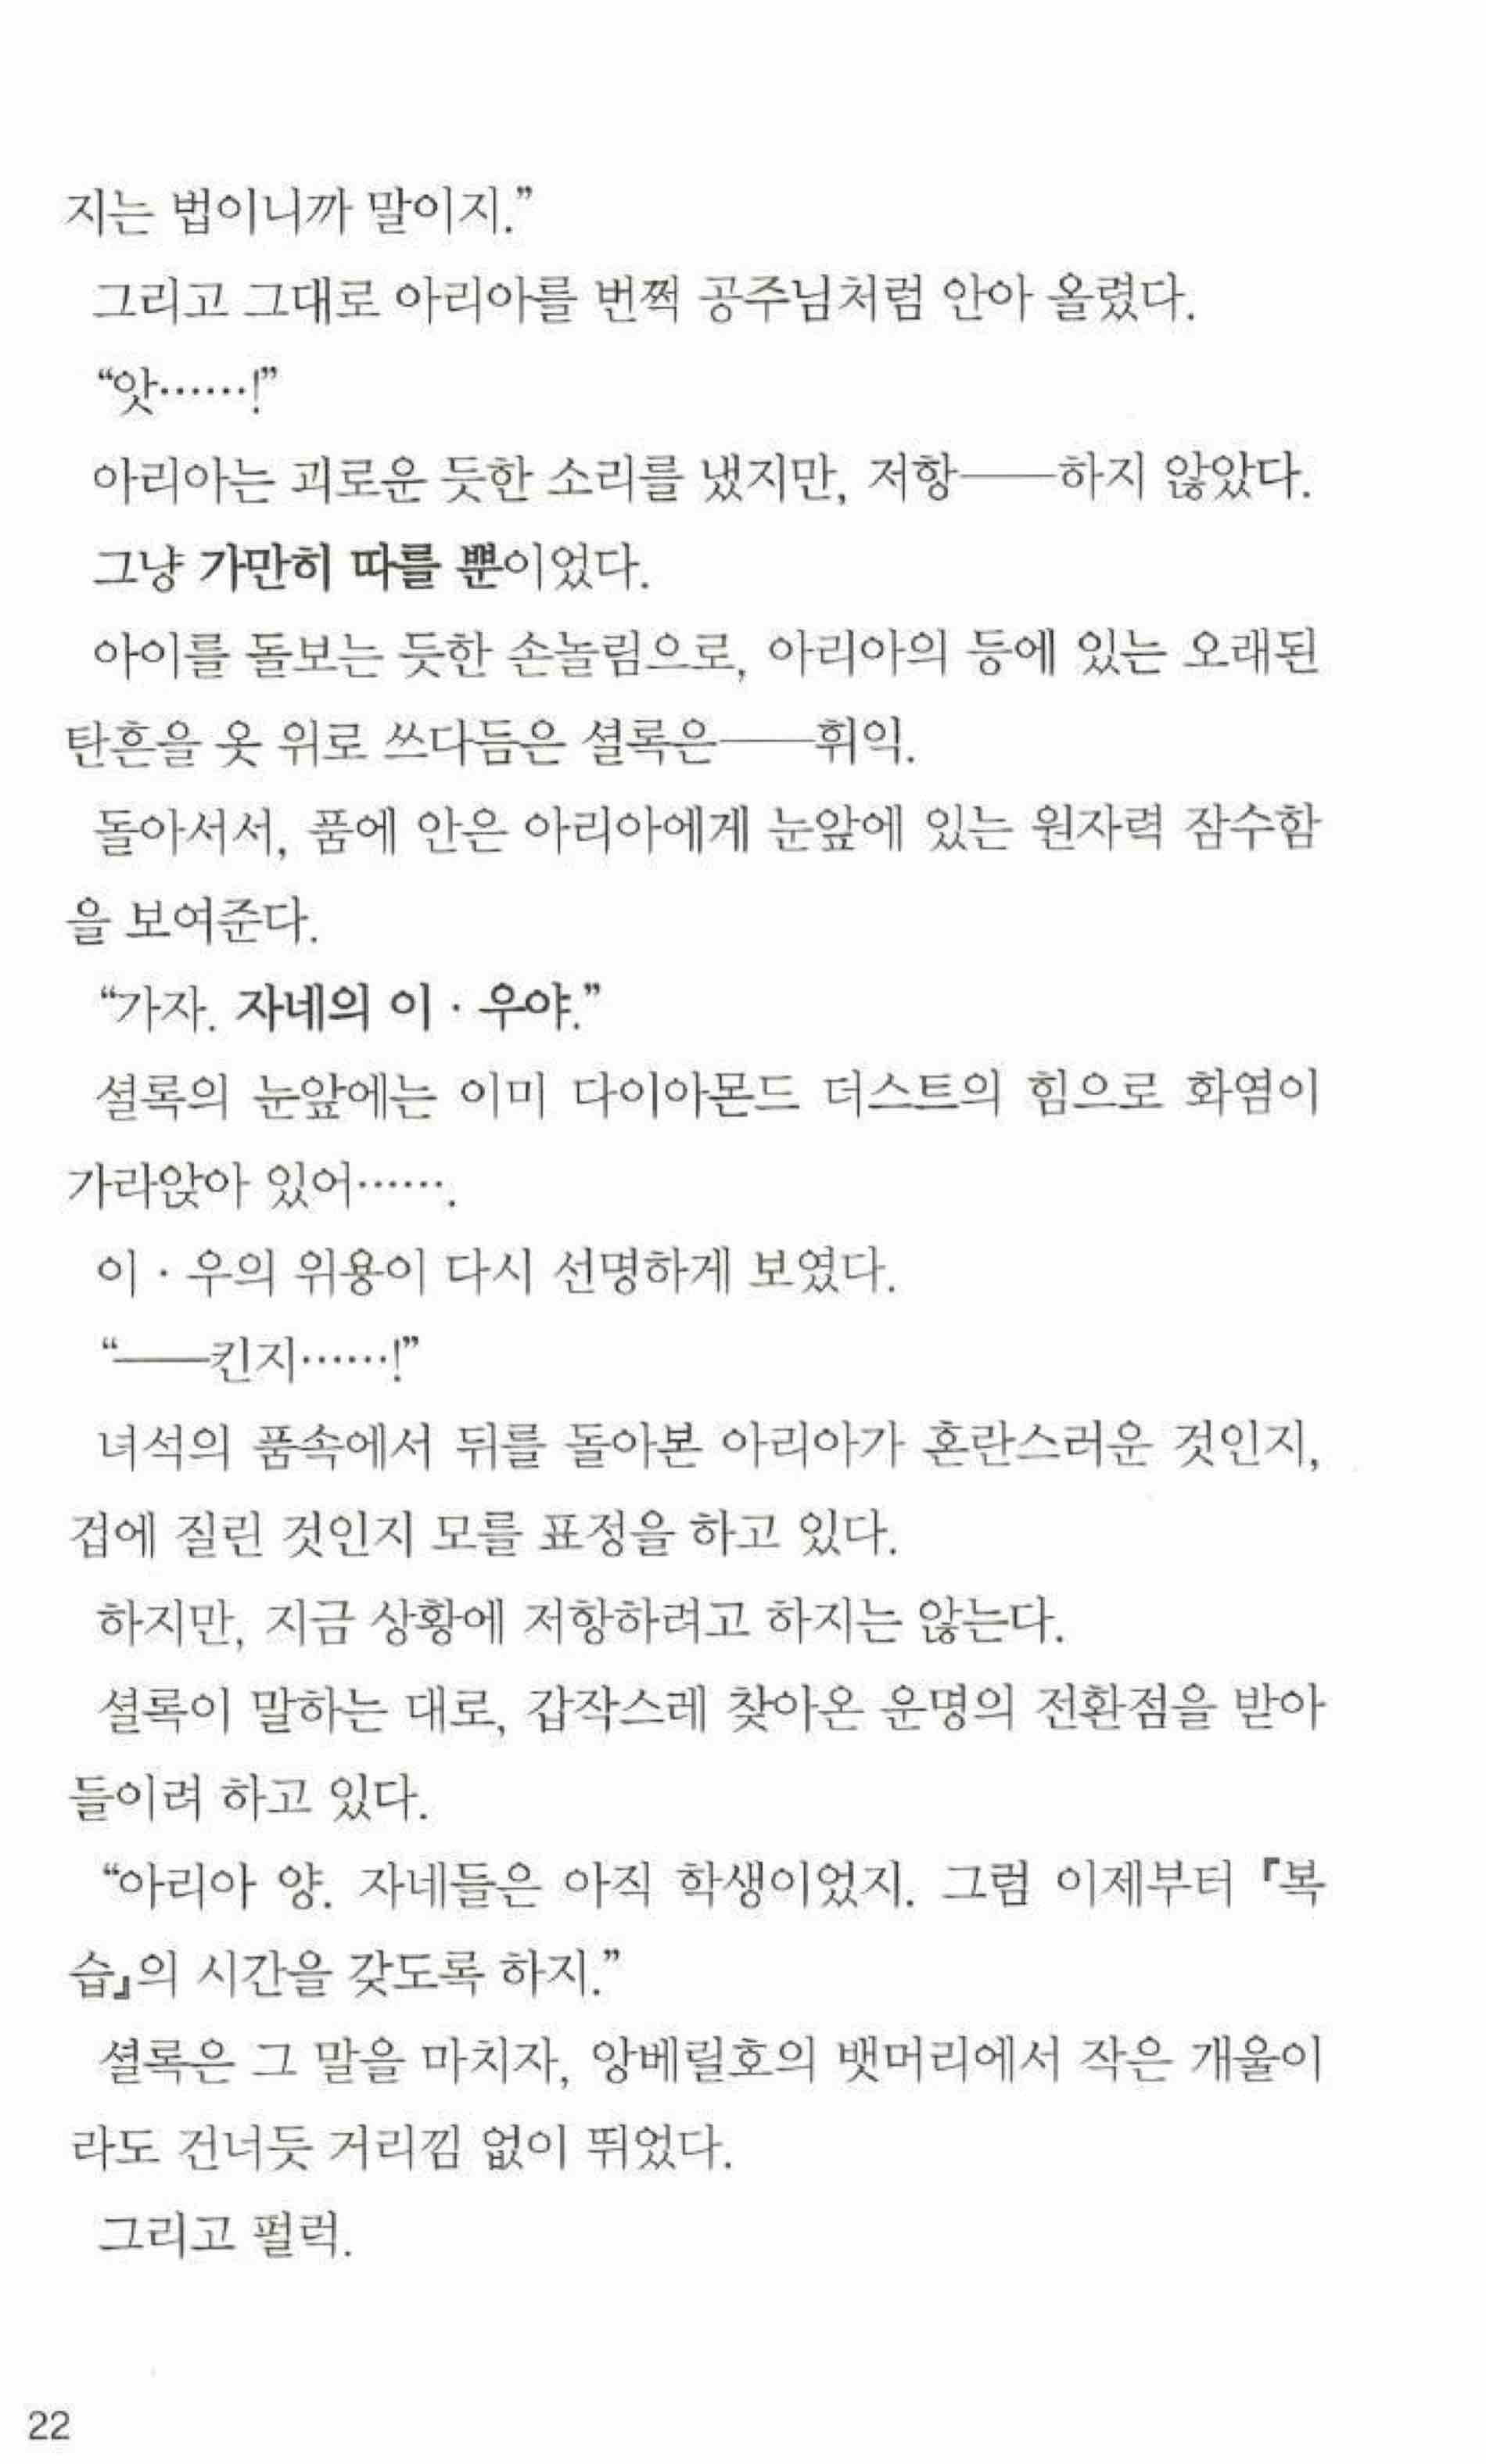 지는 법이니까 말이지.”
그리고 그대로 아리아를 번쩍 공주님처럼 안아 올렸다.
“앗……!”
아리아는 괴로운 듯한 소리를 냈지만, 저항――하지 않았다.
그냥 가만히 따를 뿐이었다.
아이를 돌보는 듯한 손놀림으로, 아리아의 등에 있는 오래된
탄흔을 옷 위로 쓰다듬은 셜록은――휘익.
돌아서서, 품에 안은 아리아에게 눈앞에 있는 원자력 잠수함
을 보여준다.
“가자. 자네의 이·우야.”
셜록의 눈앞에는 이미 다이아몬드 더스트의 힘으로 화염이
가라앉아 있어…….
이·우의 위용이 다시 선명하게 보였다.
“――킨지……!”
녀석의 품속에서 뒤를 돌아본 아리아가 혼란스러운 것인지,
겁에 질린 것인지 모를 표정을 하고 있다.
하지만, 지금 상황에 저항하려고 하지는 않는다.
셜록이 말하는 대로, 갑작스레 찾아온 운명의 전환점을 받아
들이려 하고 있다.
“아리아 양. 자네들은 아직 학생이었지. 그럼 이제부터 『복
습』의 시간을 갖도록 하지.”
셜록은 그 말을 마치자, 앙베릴호의 뱃머리에서 작은 개울이
라도 건너듯 거리낌 없이 뛰었다.
그리고 펄럭.
22